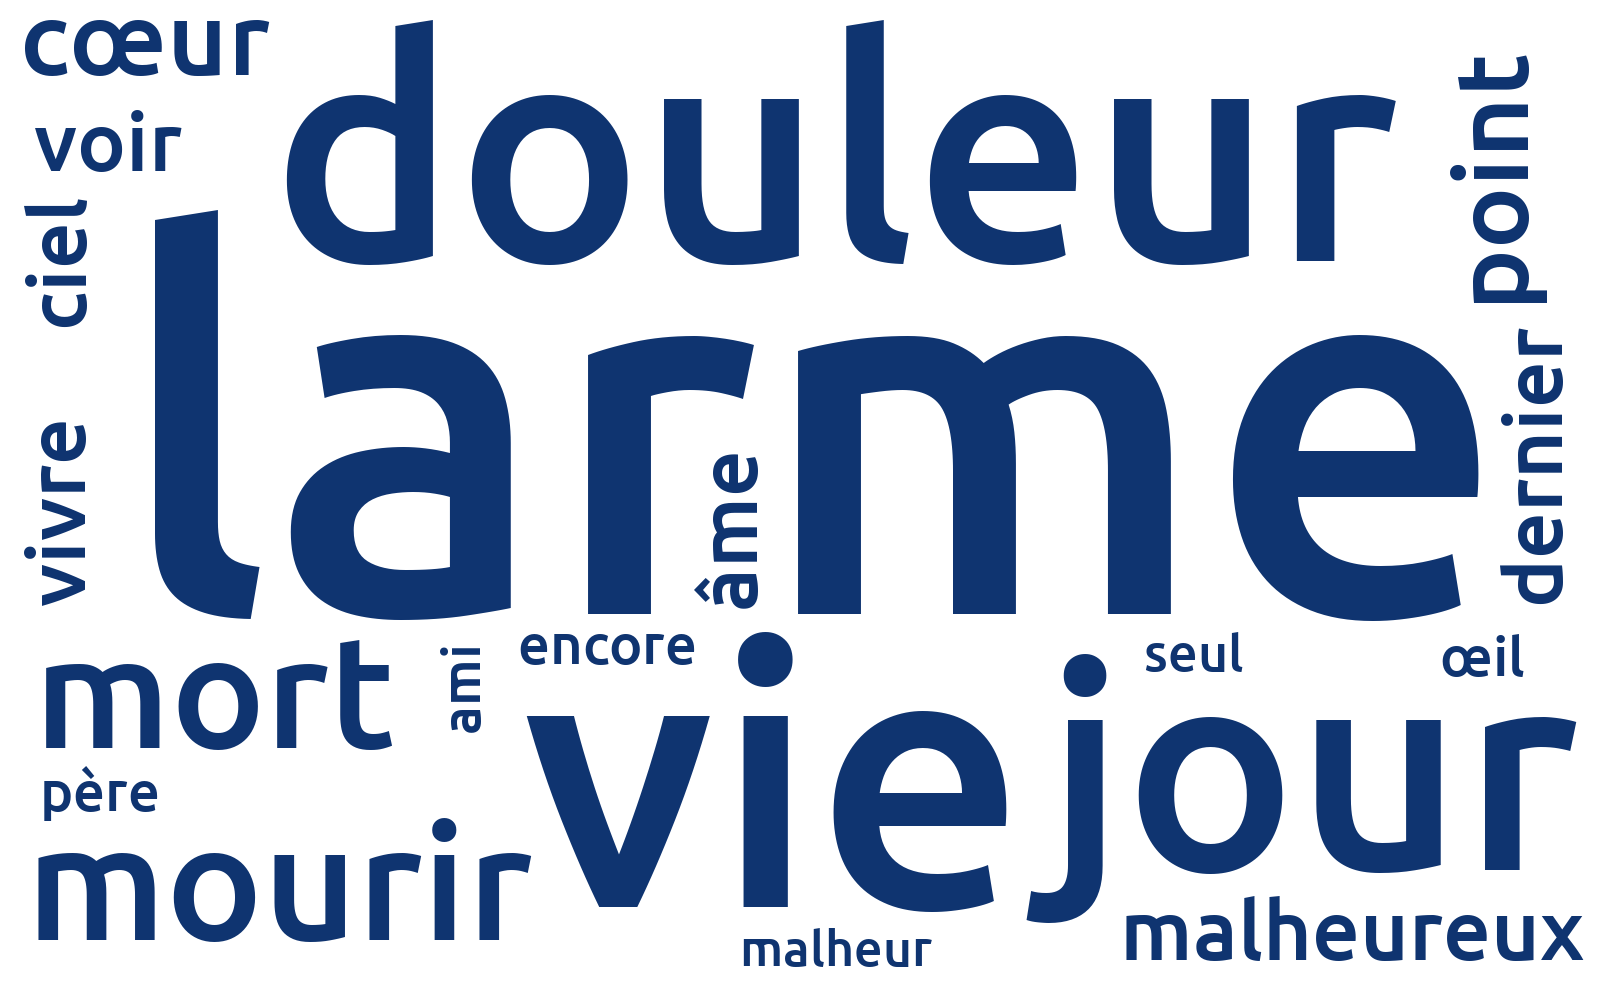 cœur
douleur
point
voir
ciel
larme
dernier
vivre
âme
mort
ami
encore
vie
jour
seul
œil
père
mourir
malheur
malheureux